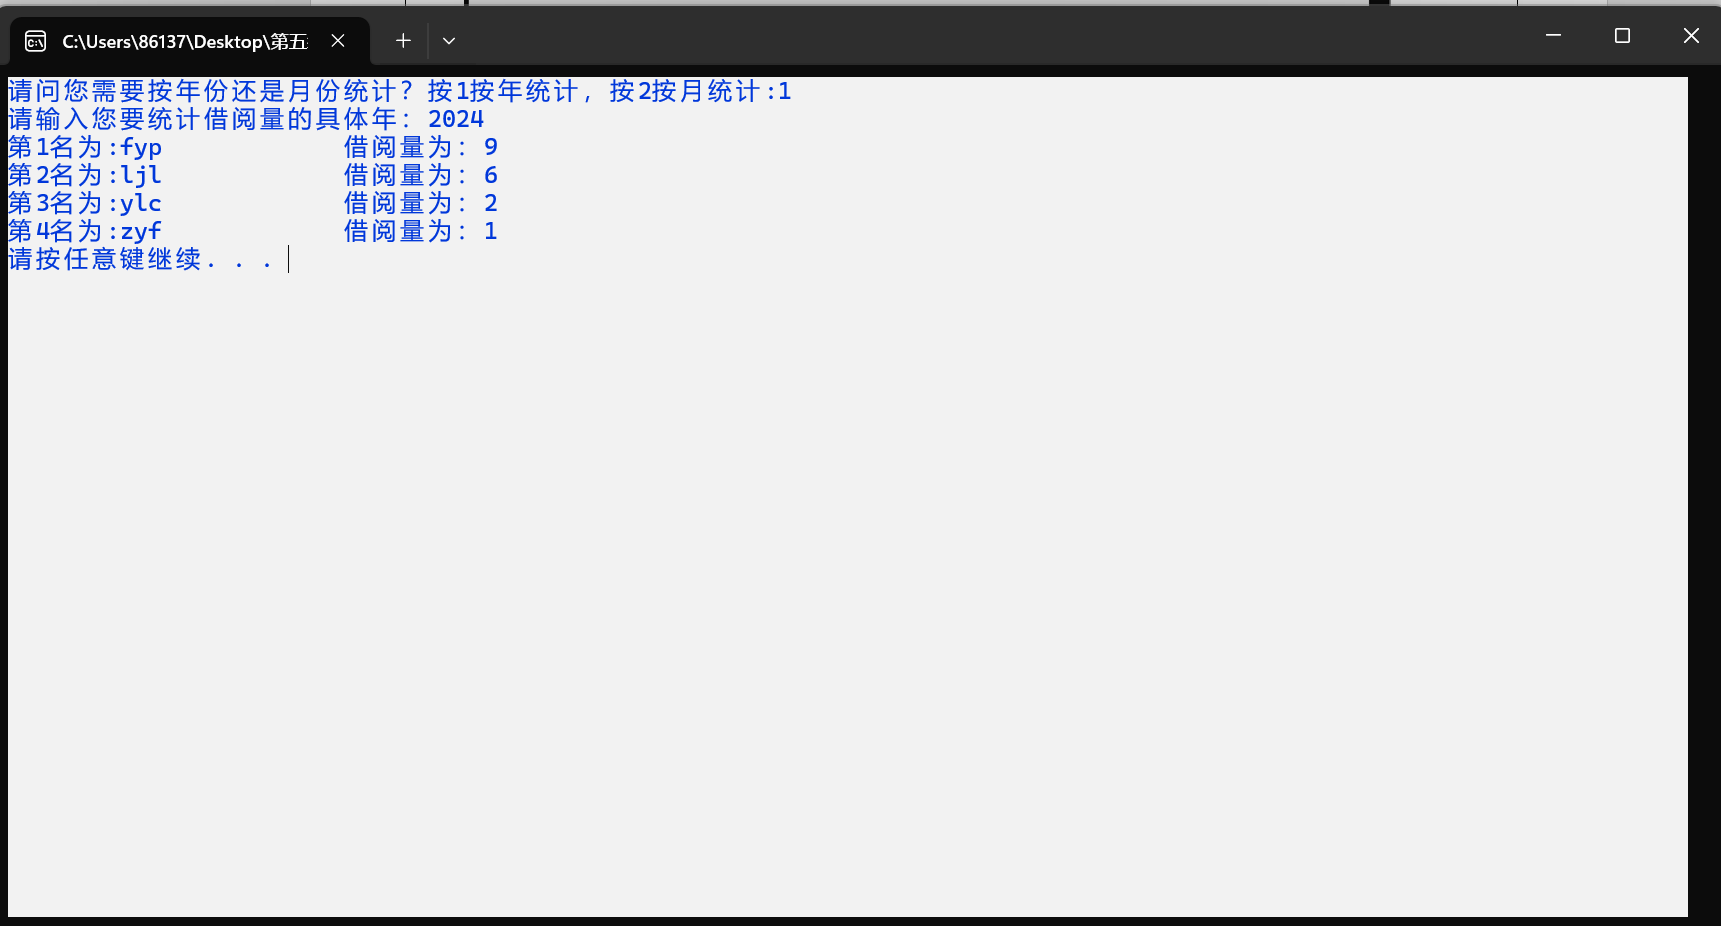 C:\Users\86137\Desktop\第五
请问您需要按年份还是月份统计？按1按年统计，按2按月统计:1
请输入您要统计借阅量的具体年：2024
第1名为:fyp 借阅量为：9
第2名为:ljl 借阅量为：6
第3名为:ylc 借阅量为：2
第4名为:zyf 借阅量为：1
请按任意键继续. . .